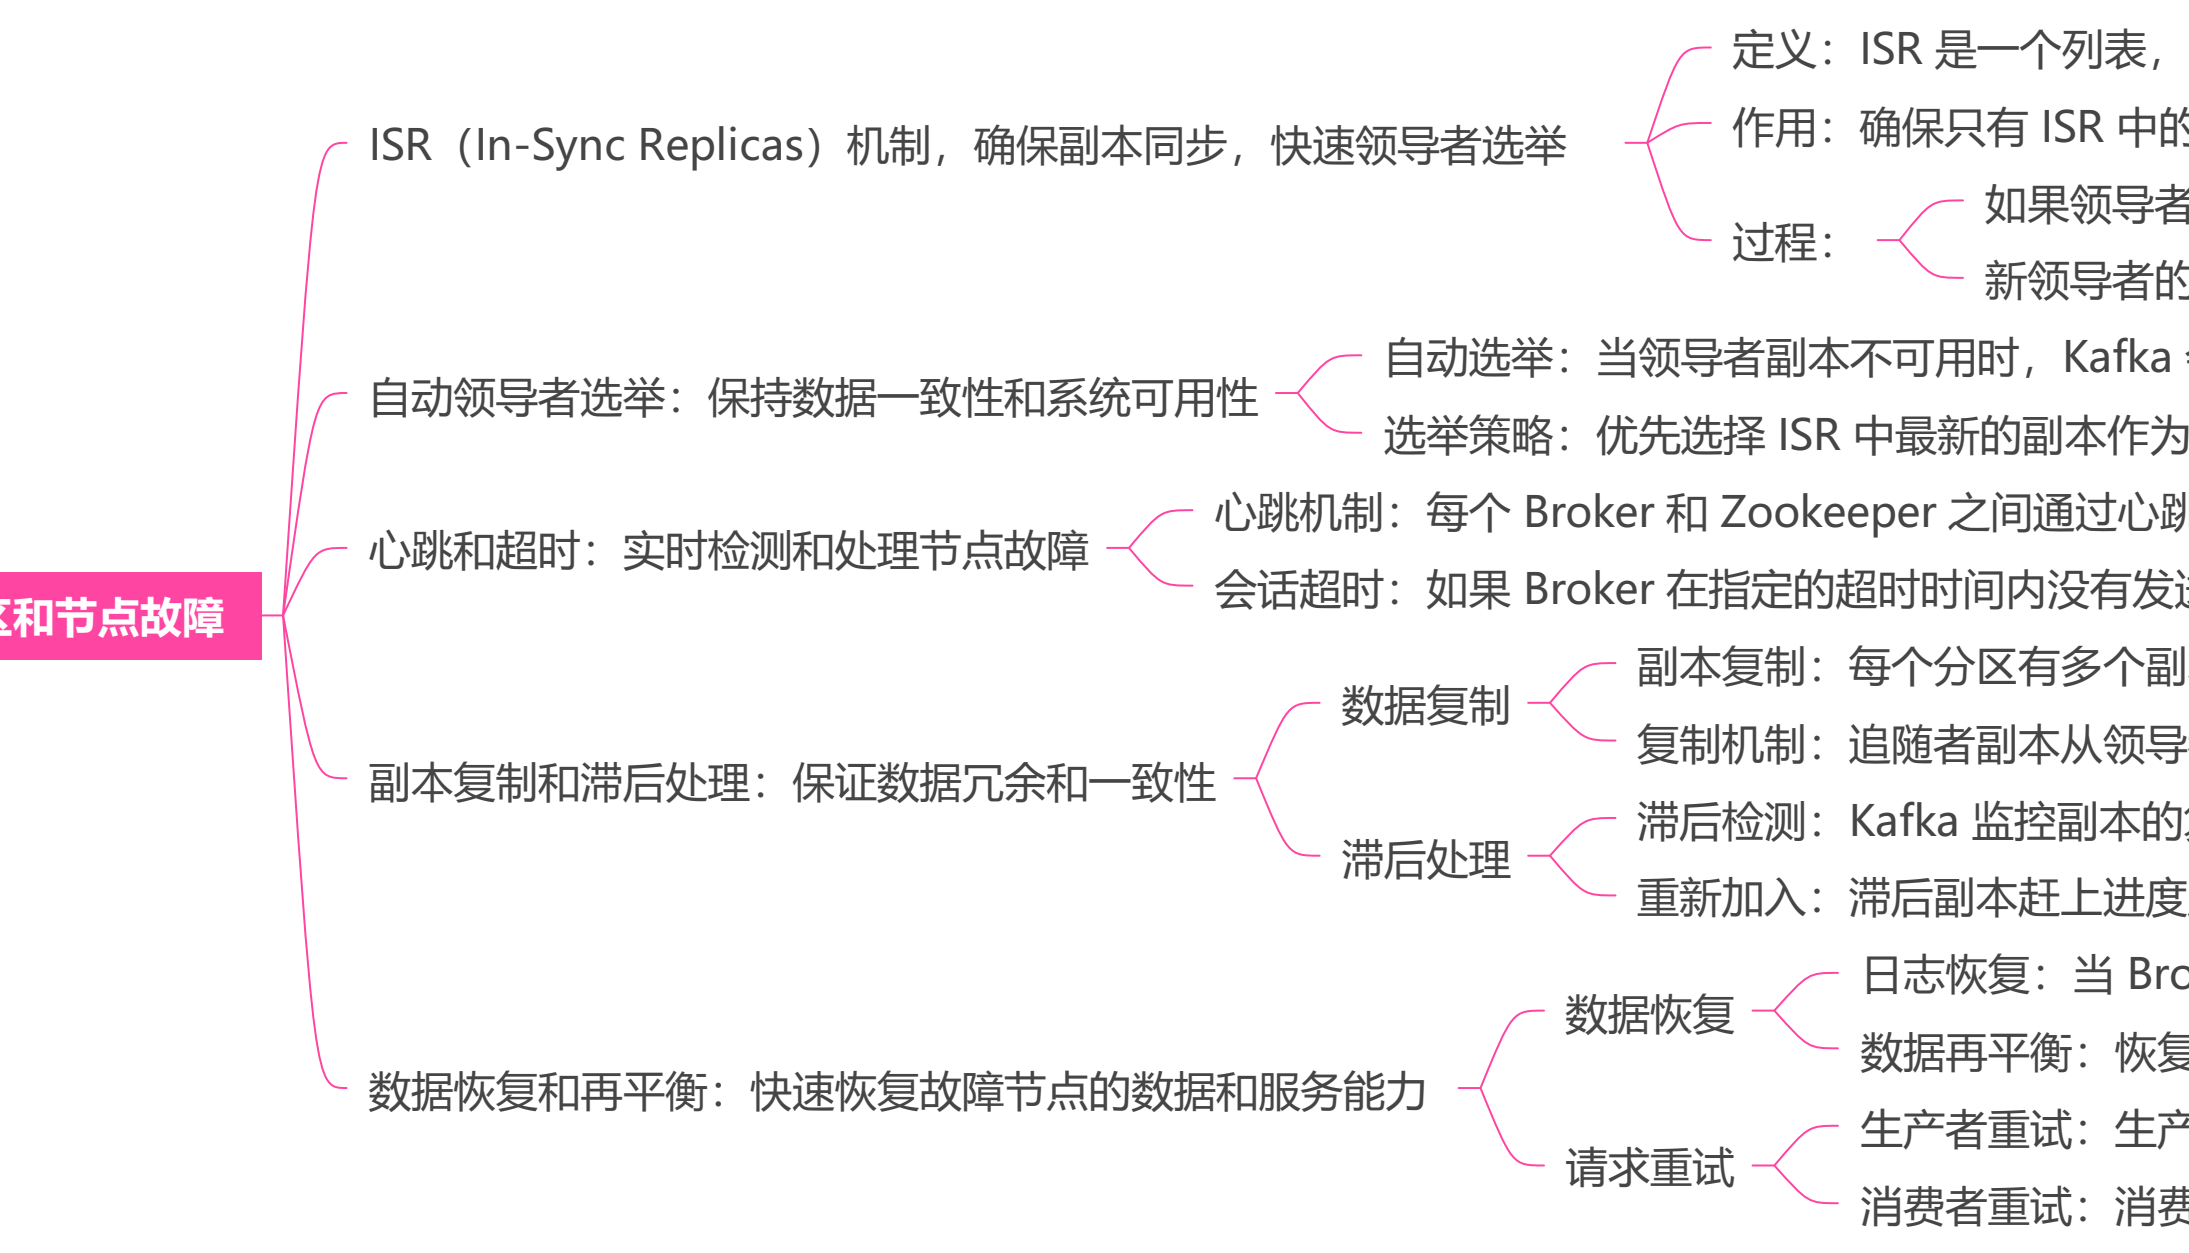 ISR（In-Sync Replicas）机制，确保副本同步，快速领导者选举
定义：ISR 是一个列表，
作用：确保只有 ISR 中的
过程：
如果领导者
新领导者的
自动领导者选举：保持数据一致性和系统可用性
自动选举：当领导者副本不可用时，Kafka
选举策略：优先选择 ISR 中最新的副本作为
心跳和超时：实时检测和处理节点故障
心跳机制：每个 Broker 和 Zookeeper 之间通过心跳
会话超时：如果 Broker 在指定的超时时间内没有发送
区和节点故障
副本复制和滞后处理：保证数据冗余和一致性
数据复制
副本复制：每个分区有多个副
复制机制：追随者副本从领导
滞后处理
滞后检测：Kafka 监控副本的
重新加入：滞后副本赶上进度
数据恢复和再平衡：快速恢复故障节点的数据和服务能力
数据恢复
日志恢复：当 Bro
数据再平衡：恢复
请求重试
生产者重试：生产
消费者重试：消费